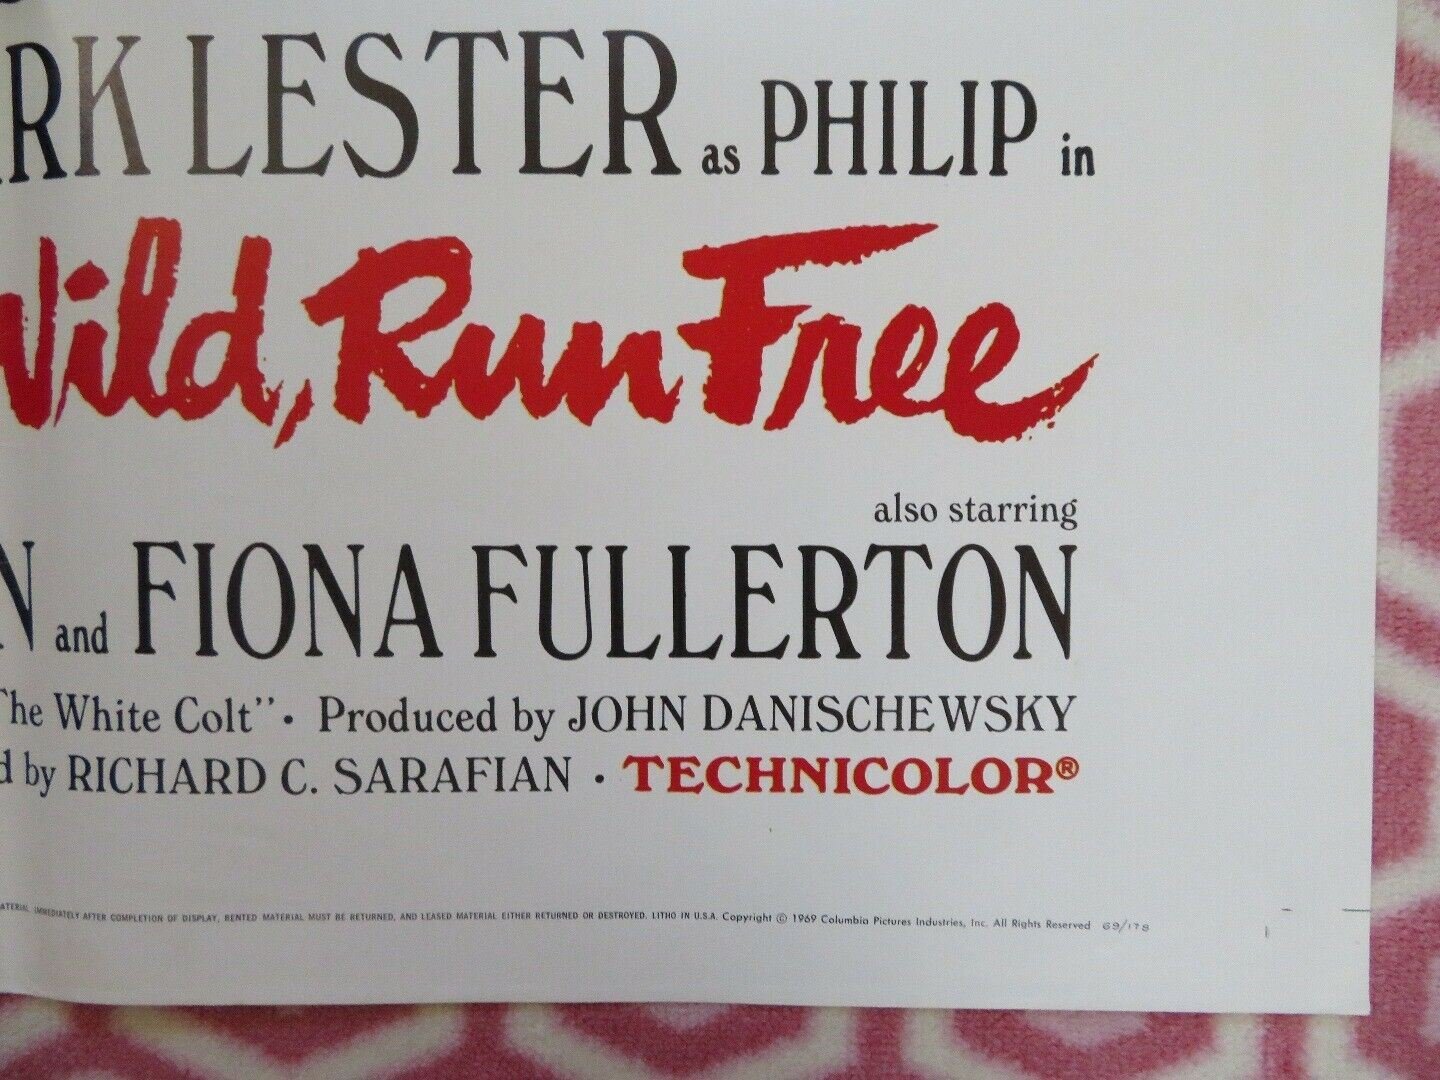 RK LESTER as PHILIP in
Wild, Run Free
also starring
N and FIONA FULLERTON
The White Colt” • Produced by JOHN DANISCHEWSKY
d by RICHARD C. SARAFIAN • TECHNICOLOR®
ATERIAL IMMEDIATELY AFTER COMPLETION OF DISPLAY, RENTED MATERIAL MUST BE RETURNED, AND LEASED MATERIAL EITHER RETURNED OR DESTROYED. LITHO IN U.S.A. Copyright © 1969 Columbia Pictures Industries, Inc. All Rights Reserved 69/178